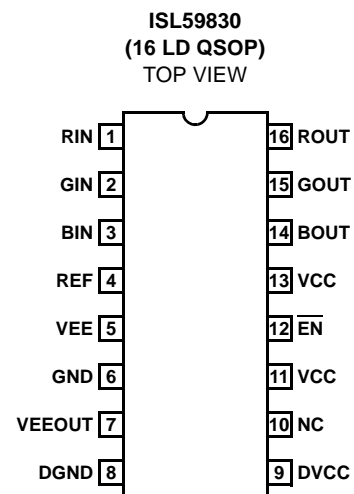 ISL59830
(16 LD QSOP)
TOP VIEW
RIN 1 16 ROUT
GIN 2 15 GOUT
BIN 3 14 BOUT
REF 4 13 VCC
VEE 5 12 E̅N̅
GND 6 11 VCC
VEEOUT 7 10 NC
DGND 8 9 DVCC